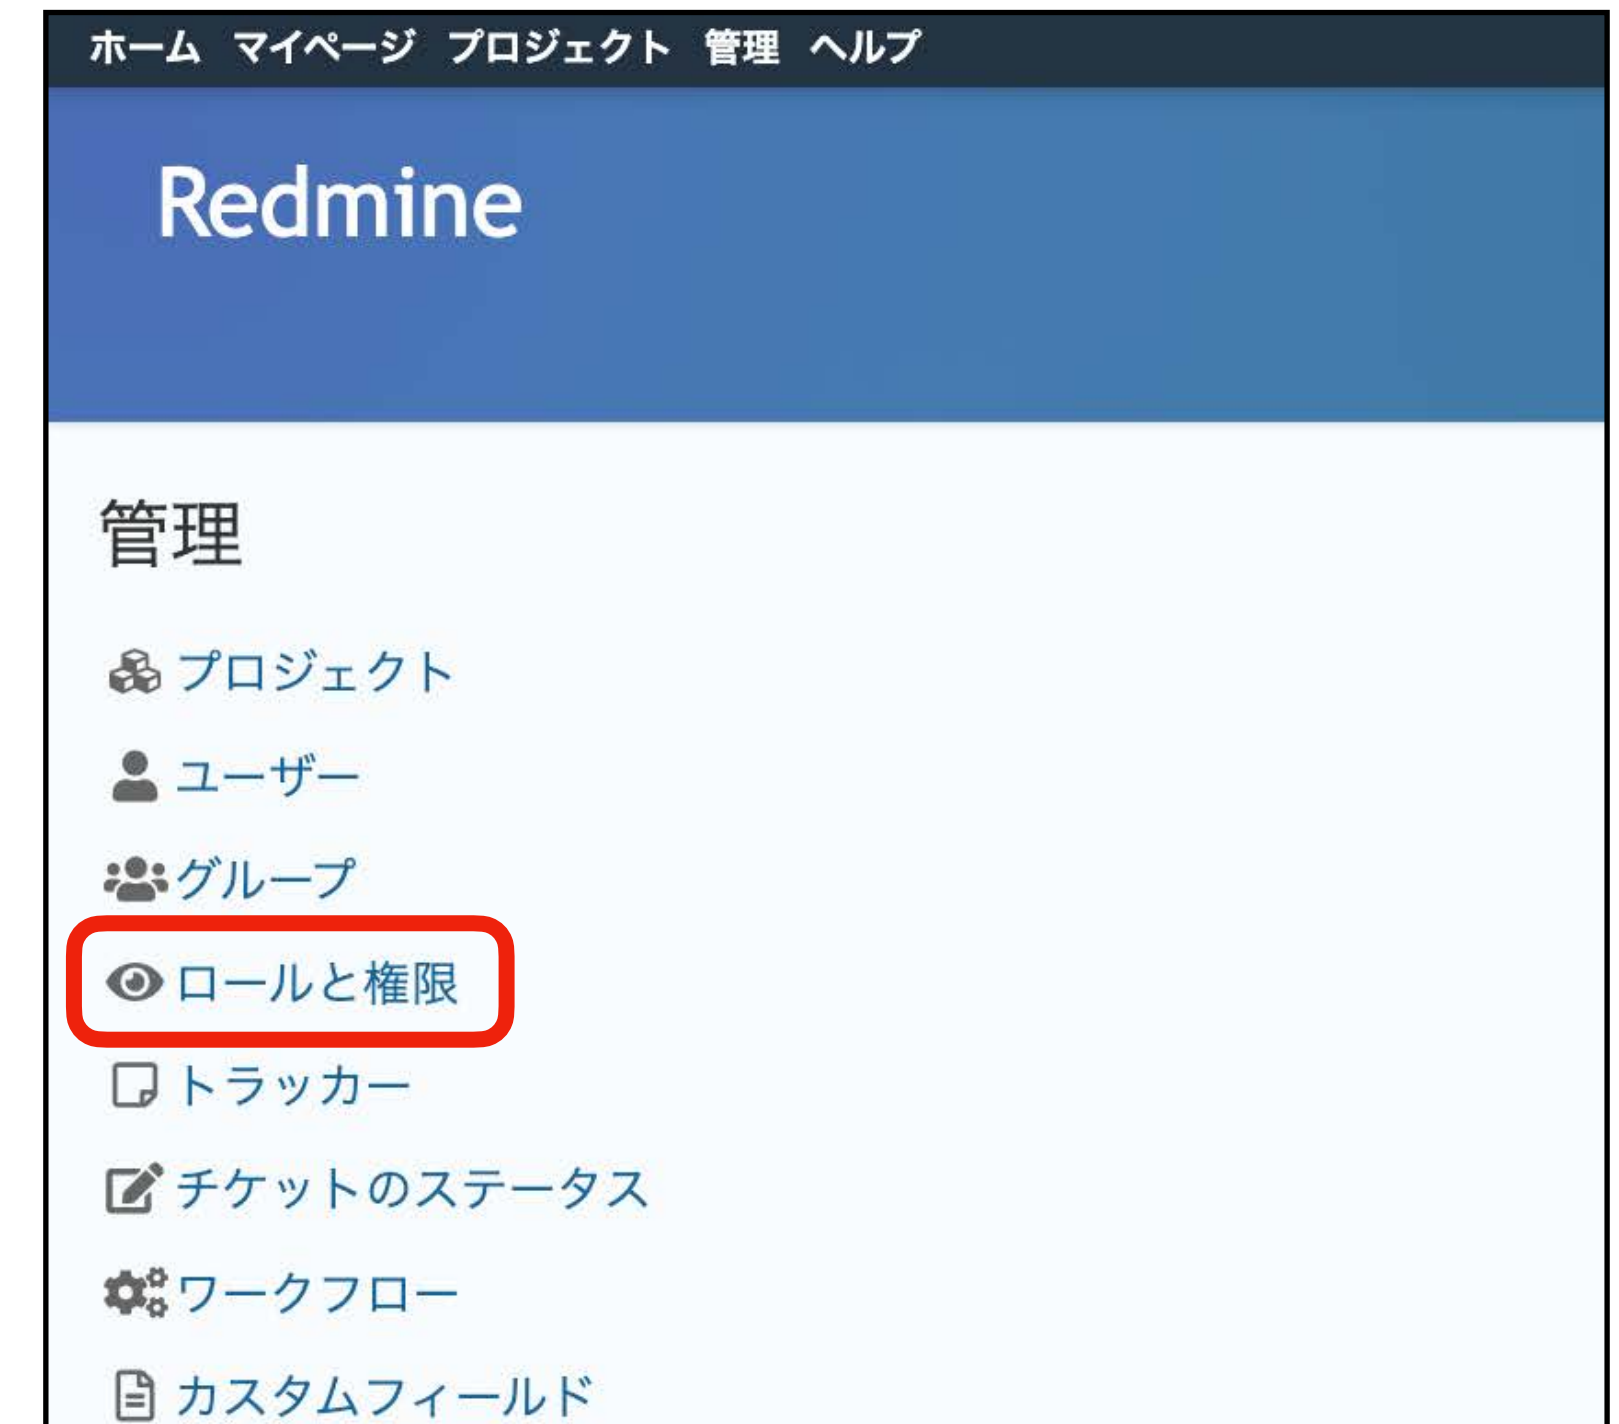 ホーム マイページ プロジェクト 管理 ヘルプ
Redmine
管理
プロジェクト
ユーザー
グループ
ロールと権限
トラッカー
チケットのステータス
ワークフロー
カスタムフィールド